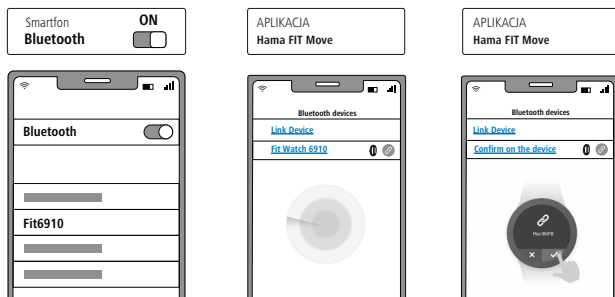 Smartfon
Bluetooth
ON
Bluetooth
Fit6910
APLIKACJA
Hama FIT Move
Bluetooth devices
Link Device
Fit Watch 6910
APLIKACJA
Hama FIT Move
Bluetooth devices
Link Device
Confirm on the device